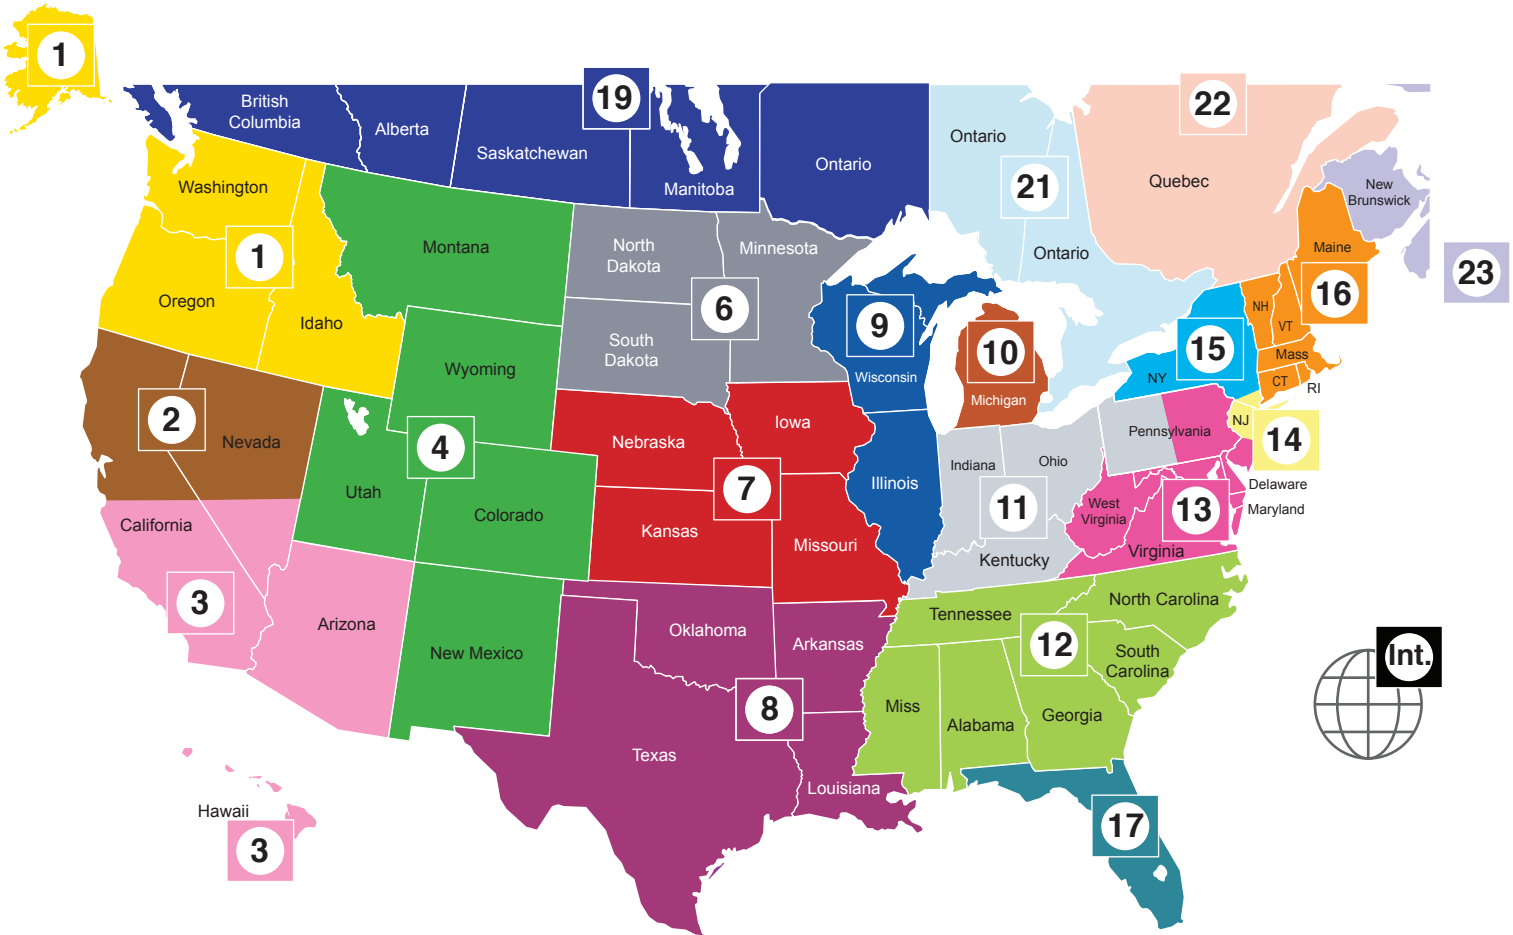 1
19
22
British
Columbia
Alberta
Saskatchewan
Manitoba
Ontario
Ontario
21
Quebec
New
Brunswick
Washington
Montana
North
Dakota
Minnesota
Ontario
Maine
23
1
Oregon
Idaho
6
9
16
NH
VT
South
Dakota
Wyoming
10
15
Mass
Wisconsin
NY
CT
RI
Michigan
2
Nevada
4
Nebraska
Iowa
Pennsylvania
NJ
14
Utah
7
Illinois
Indiana
Ohio
Delaware
California
Colorado
Kansas
Missouri
11
West
Virginia
13
Maryland
Virginia
Kentucky
3
Arizona
New Mexico
Oklahoma
Arkansas
Tennessee
North Carolina
12
South
Carolina
Int.
8
Miss
Alabama
Georgia
Texas
Louisiana
Hawaii
3
17